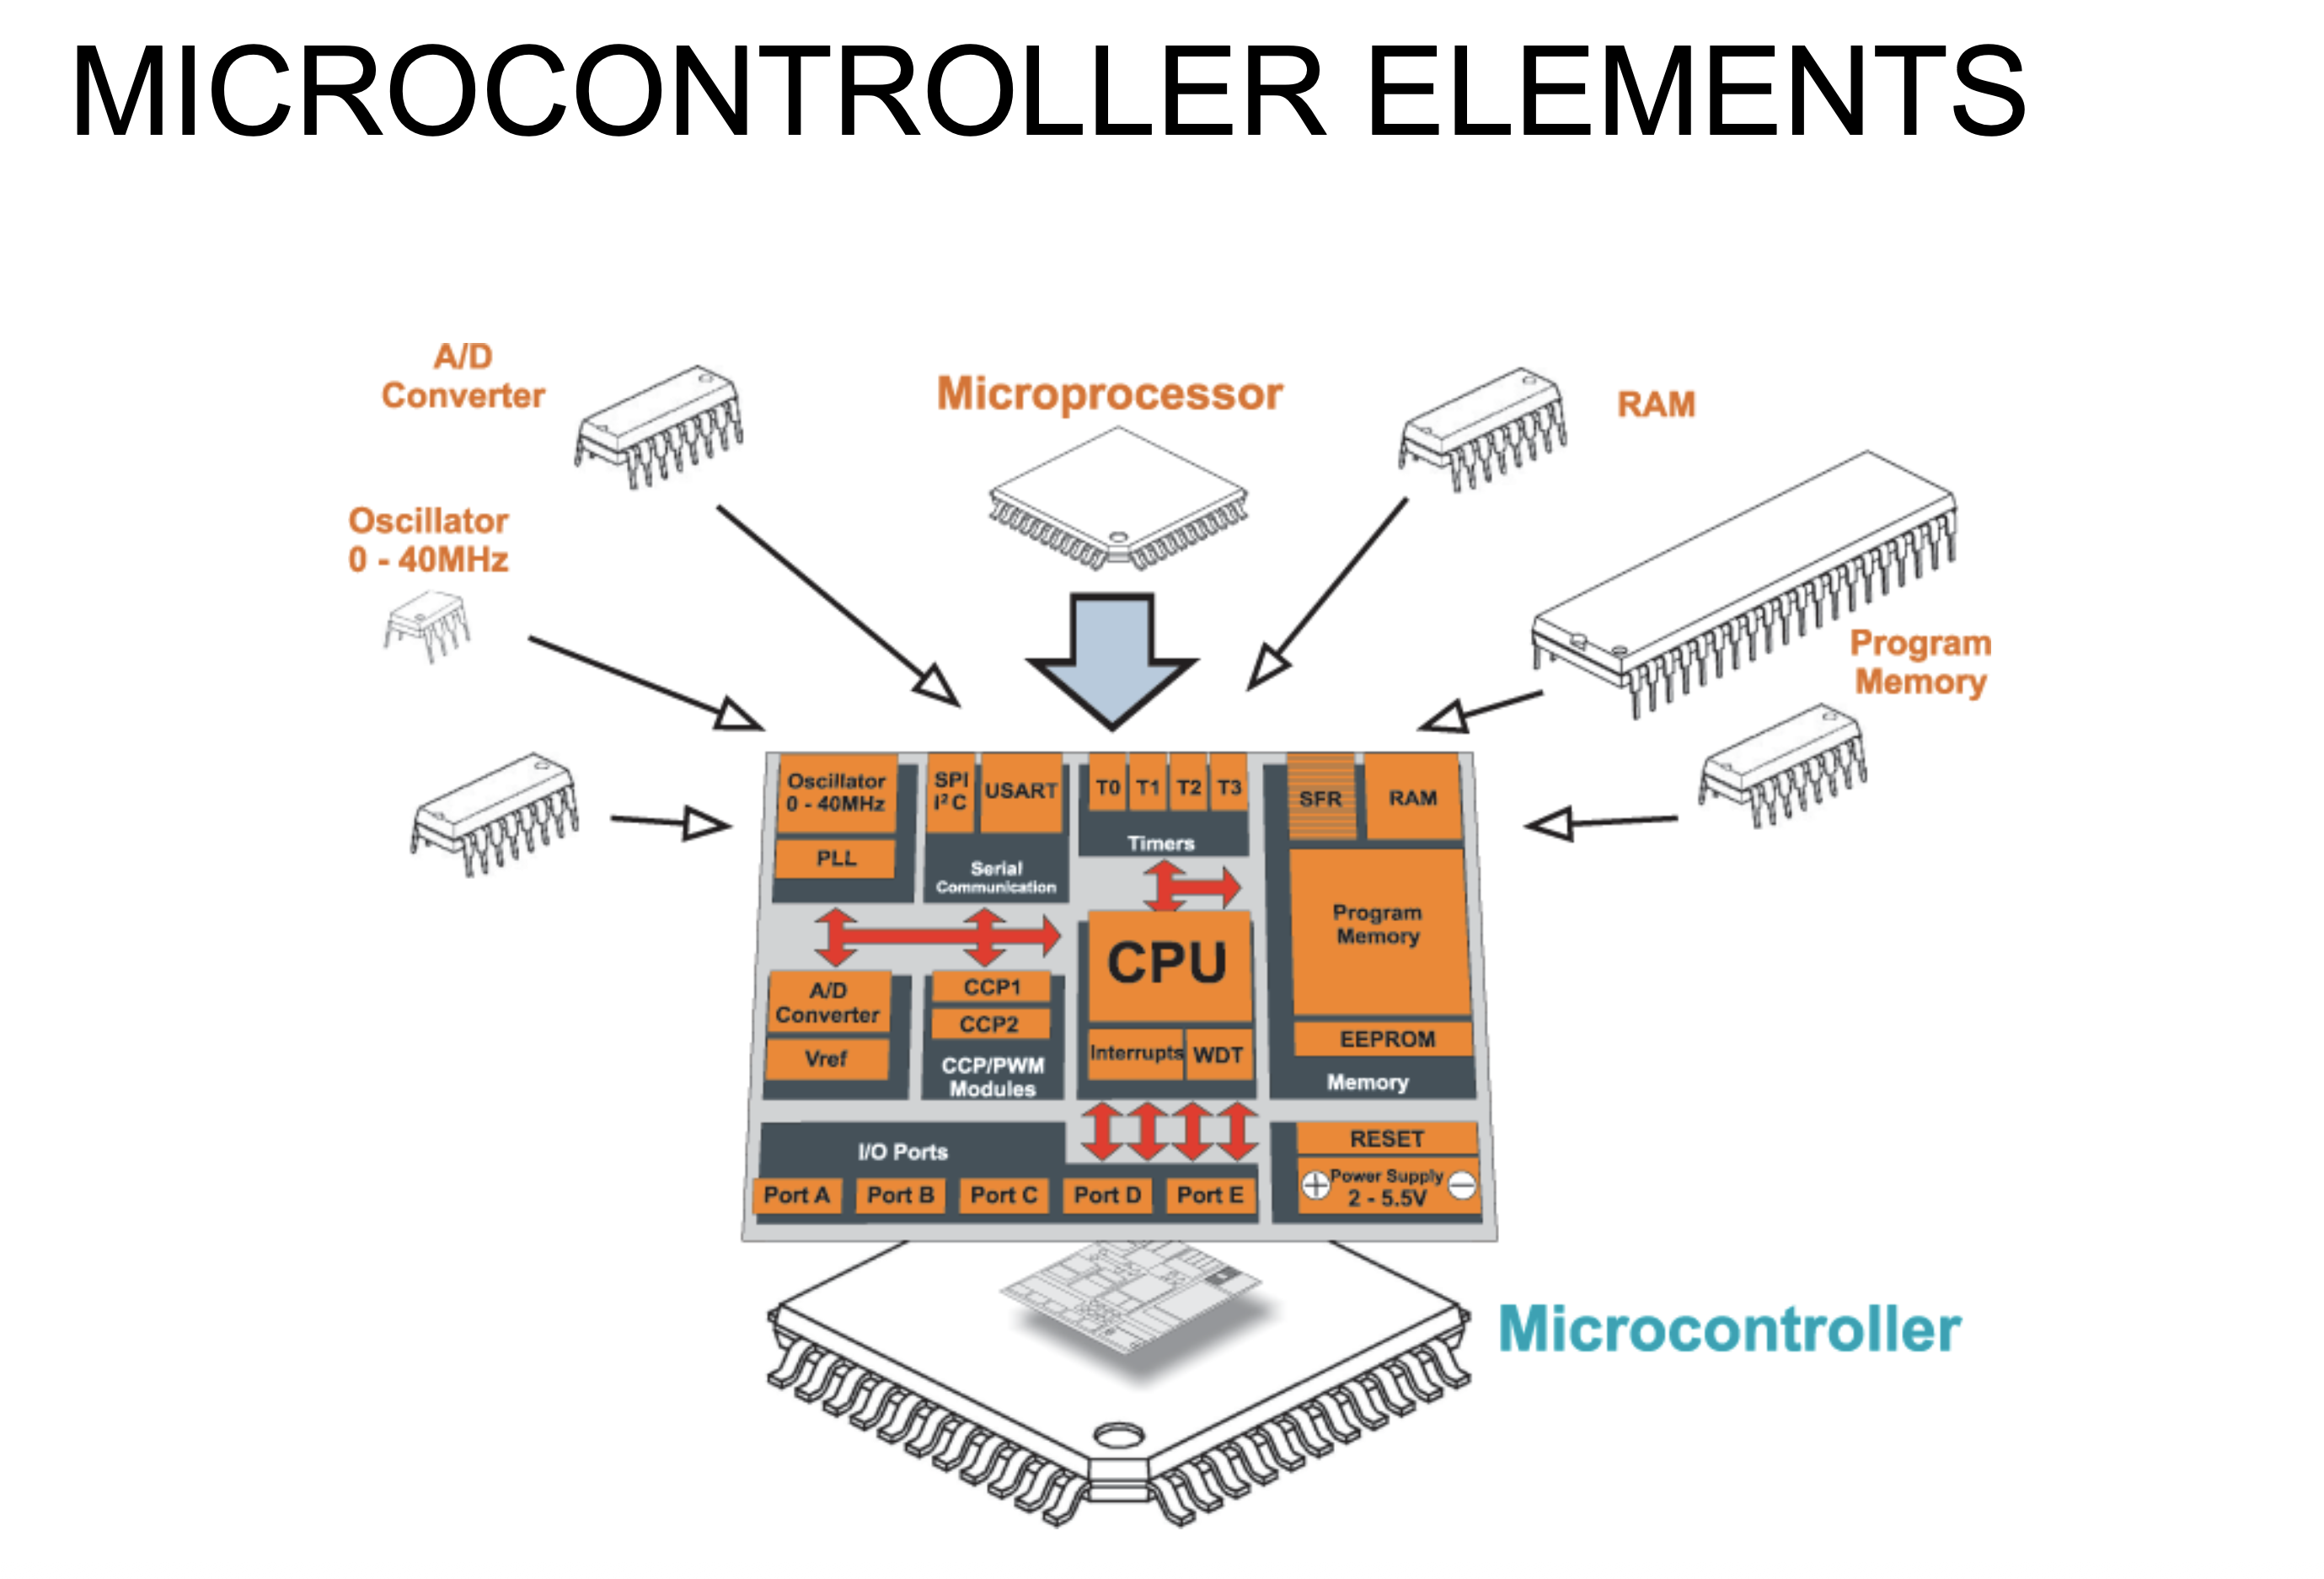 MICROCONTROLLER ELEMENTS
A/D
Converter
Microprocessor
RAM
Oscillator
0 - 40MHz
Program
Memory
Oscillator
0 - 40MHz
PLL
SPI
I²C
USART
Serial
Communication
T0 T1 T2 T3
Timers
SFR
RAM
Program
Memory
EEPROM
Memory
A/D
Converter
Vref
CCP1
CCP2
CCP/PWM
Modules
CPU
Interrupts WDT
I/O Ports
Port A Port B Port C Port D Port E
RESET
+ Power Supply −
2 - 5.5V
Microcontroller